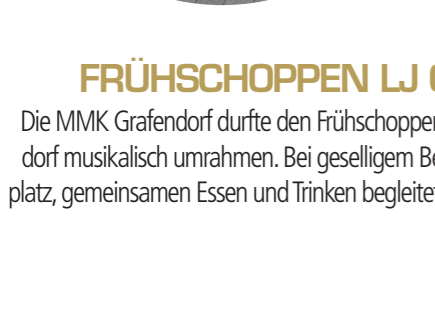 FRÜHSCHOPPEN LJ
Die MMK Grafendorf durfte den Frühschoppen
dorf musikalisch umrahmen. Bei geselligem
platz, gemeinsamen Essen und Trinken begleitet